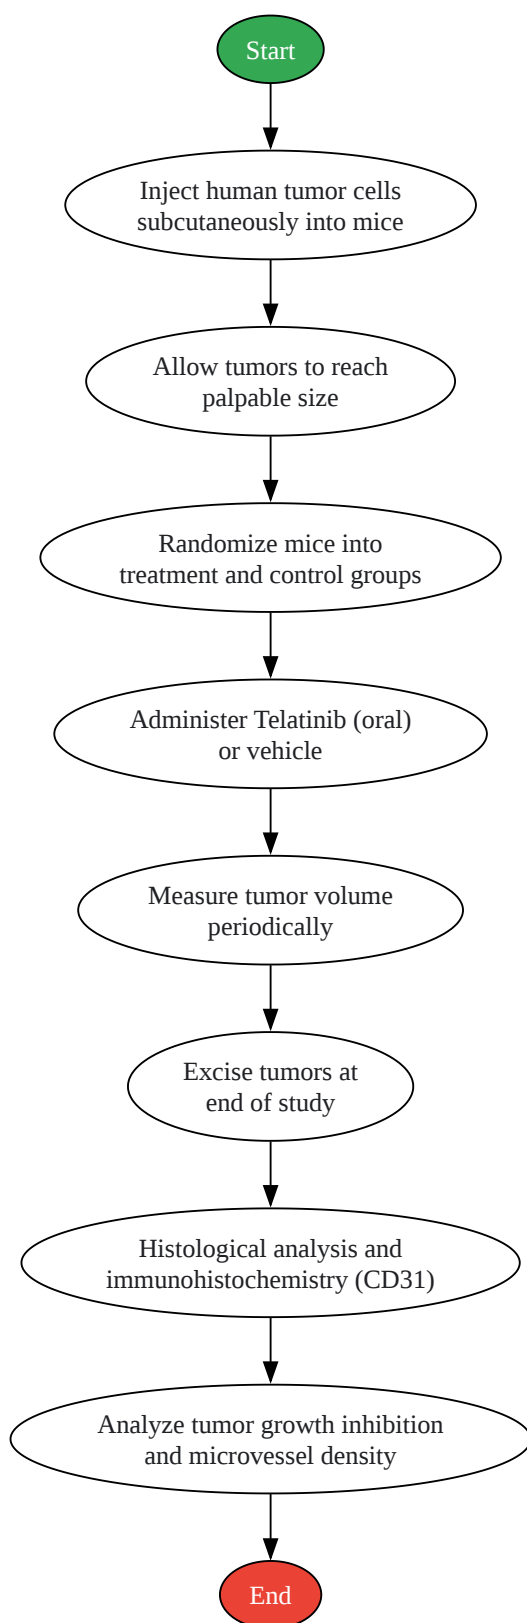 Start
Inject human tumor cells
subcutaneously into mice
Allow tumors to reach
palpable size
Randomize mice into
treatment and control groups
Administer Telatinib (oral)
or vehicle
Measure tumor volume
periodically
Excise tumors at
end of study
Histological analysis and
immunohistochemistry (CD31)
Analyze tumor growth inhibition
and microvessel density
End